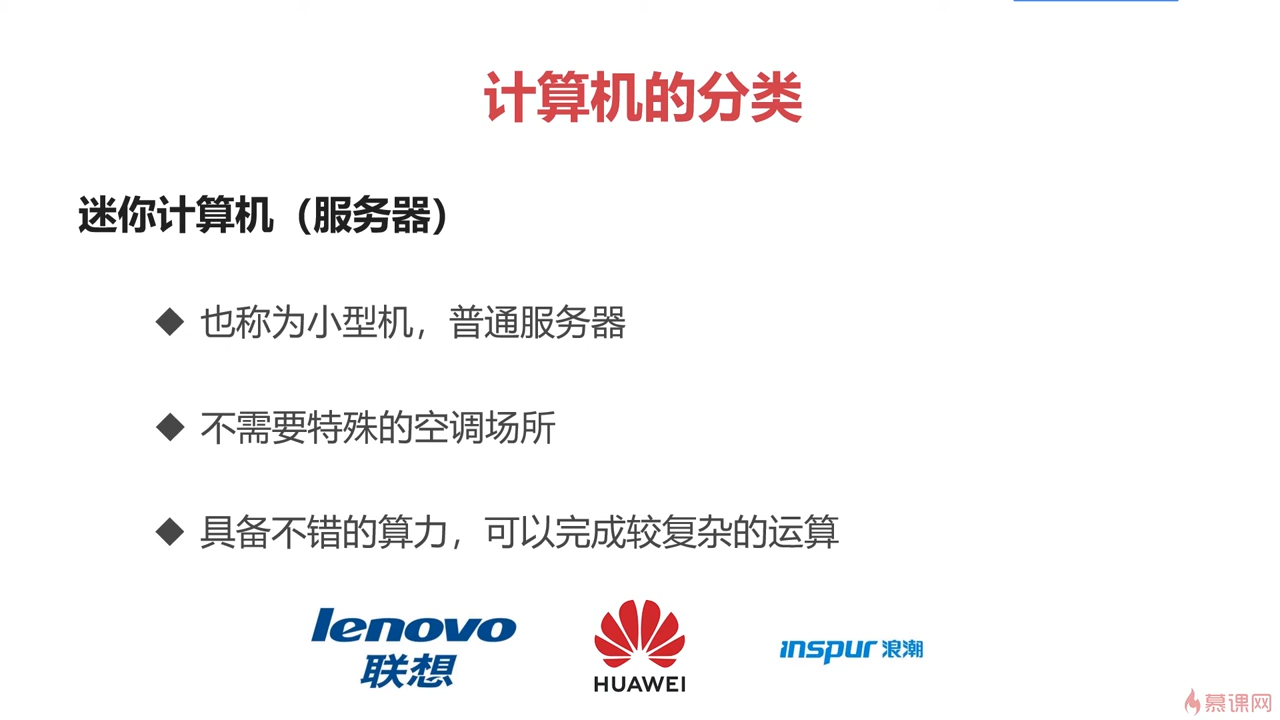 计算机的分类
迷你计算机（服务器）
也称为小型机，普通服务器
不需要特殊的空调场所
具备不错的算力，可以完成较复杂的运算
lenovo
联想
HUAWEI
inspur 浪潮
慕课网